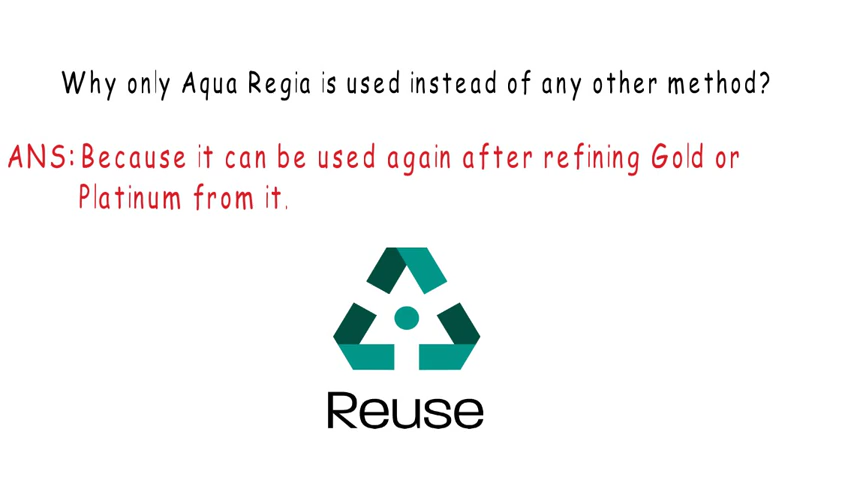 Why only Aqua Regia is used instead of any other method?
ANS: Because it can be used again after refining Gold or
Platinum from it.
Reuse